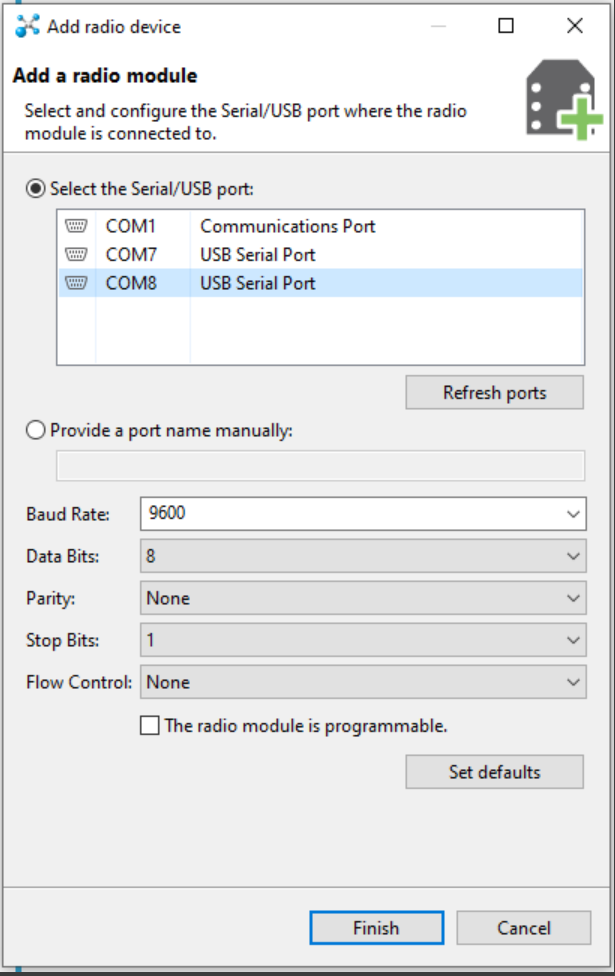 Add radio device
Add a radio module
Select and configure the Serial/USB port where the radio
module is connected to.
Select the Serial/USB port:
COM1 Communications Port
COM7 USB Serial Port
COM8 USB Serial Port
Refresh ports
Provide a port name manually:
Baud Rate: 9600
Data Bits: 8
Parity: None
Stop Bits: 1
Flow Control: None
The radio module is programmable.
Set defaults
Finish Cancel